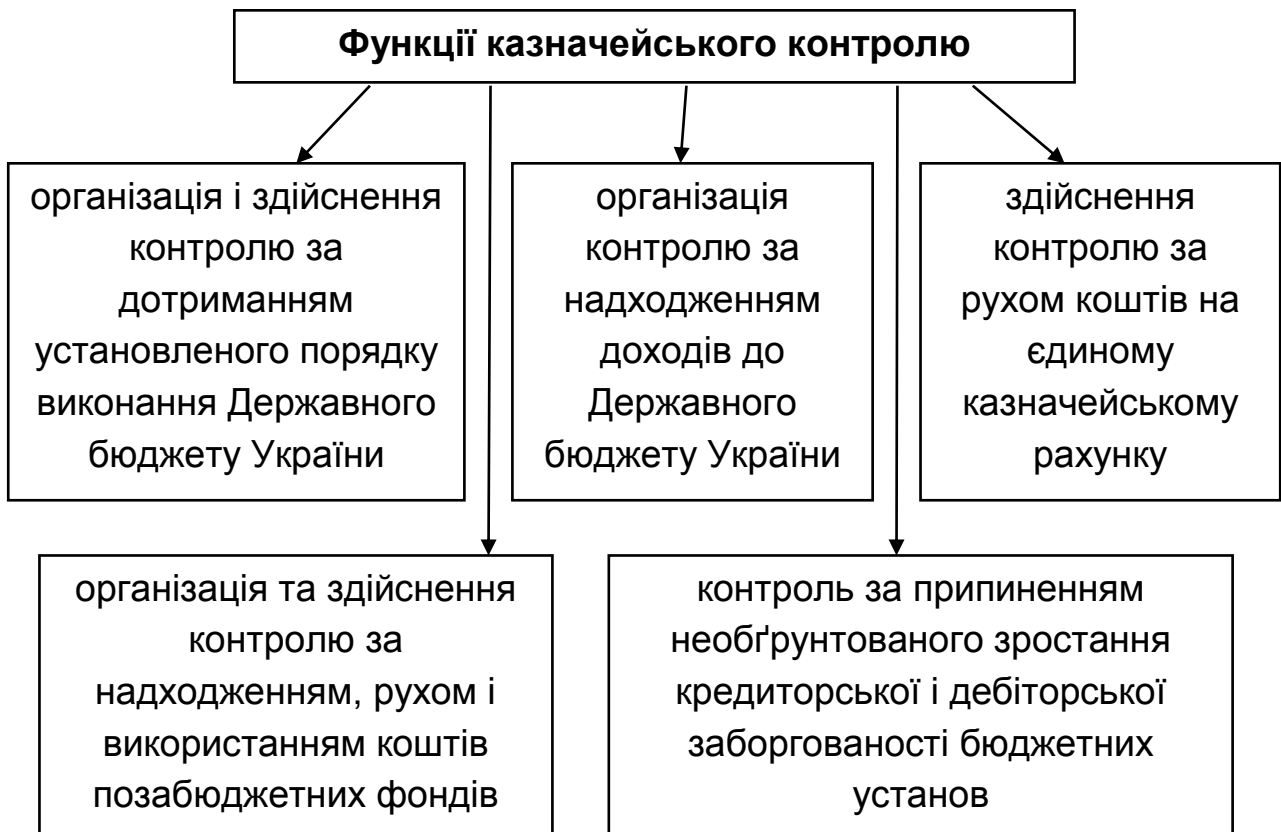 Функції казначейського контролю
організація і здійснення
контролю за
дотриманням
установленого порядку
виконання Державного
бюджету України
організація
контролю за
надходженням
доходів до
Державного
бюджету України
здійснення
контролю за
рухом коштів на
єдиному
казначейському
рахунку
організація та здійснення
контролю за
надходженням, рухом і
використанням коштів
позабюджетних фондів
контроль за припиненням
необґрунтованого зростання
кредиторської і дебіторської
заборгованості бюджетних
установ